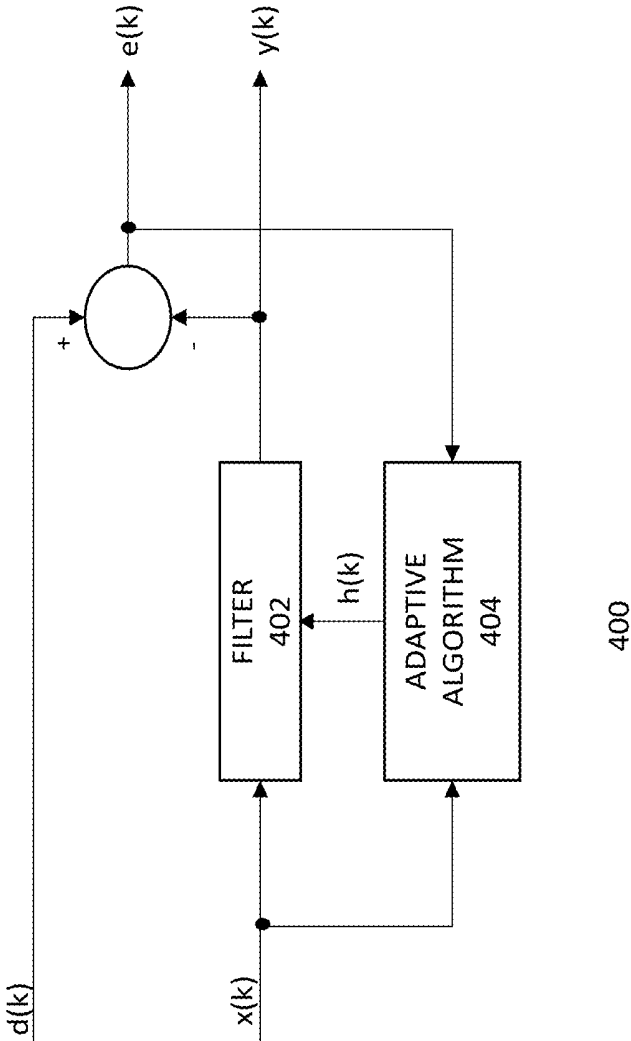 d(k)
+
-
e(k)
x(k)
y(k)
FILTER
402
h(k)
ADAPTIVE
ALGORITHM
404
400